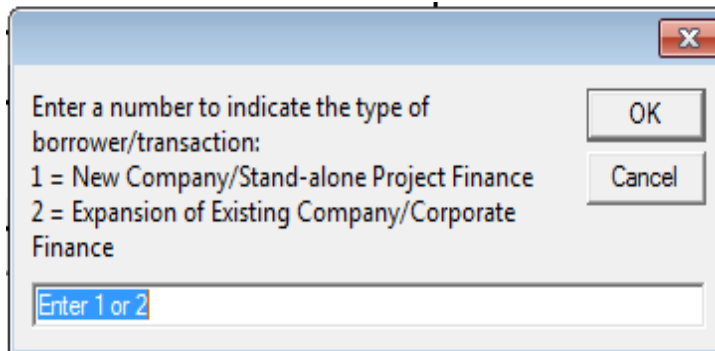 Enter a number to indicate the type of
borrower/transaction:
1 = New Company/Stand-alone Project Finance
2 = Expansion of Existing Company/Corporate
Finance
OK
Cancel
Enter 1 or 2